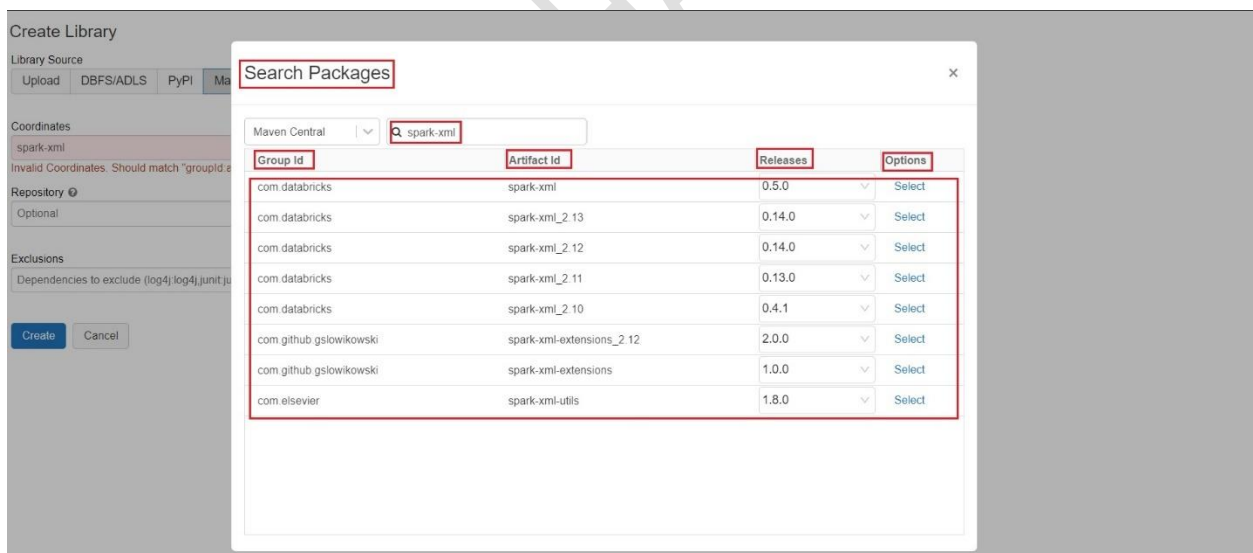 Create Library
Library Source
Upload DBFS/ADLS PyPI Ma
Coordinates
spark-xml
Invalid Coordinates. Should match "groupId:a
Repository
Optional
Exclusions
Dependencies to exclude (log4j:log4j,junit:ju
Create Cancel
Search Packages
Maven Central spark-xml
Group Id Artifact Id Releases Options
com.databricks spark-xml 0.5.0 Select
com.databricks spark-xml_2.13 0.14.0 Select
com.databricks spark-xml_2.12 0.14.0 Select
com.databricks spark-xml_2.11 0.13.0 Select
com.databricks spark-xml_2.10 0.4.1 Select
com.github.gslowikowski spark-xml-extensions_2.12 2.0.0 Select
com.github.gslowikowski spark-xml-extensions 1.0.0 Select
com.elsevier spark-xml-utils 1.8.0 Select